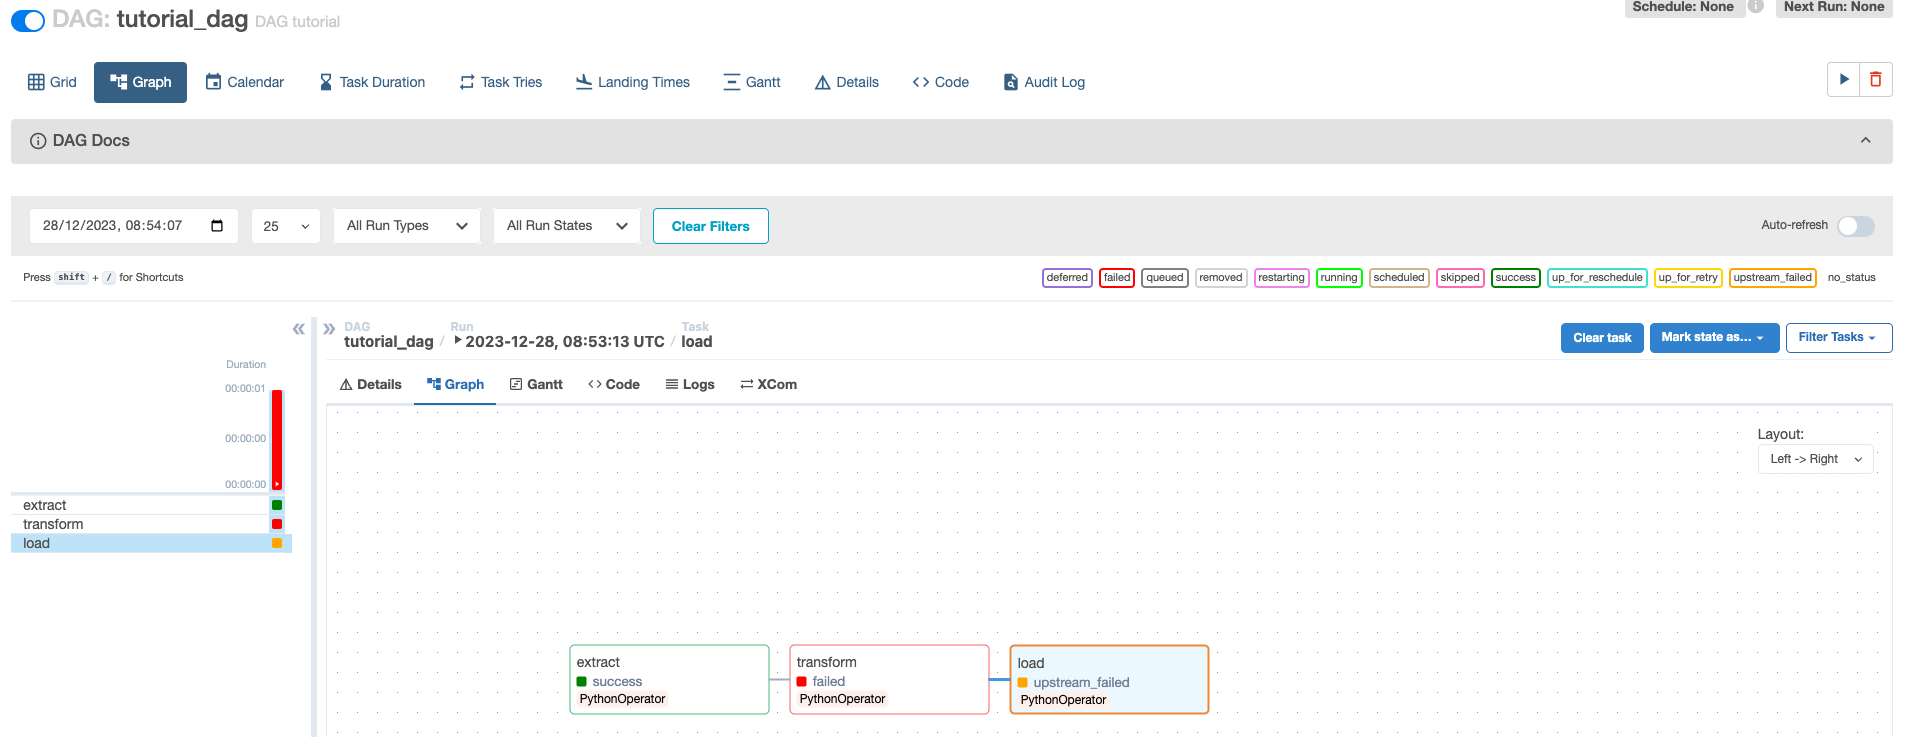 DAG: tutorial_dag DAG tutorial
Schedule: None
Next Run: None
Grid
Graph
Calendar
Task Duration
Task Tries
Landing Times
Gantt
Details
Code
Audit Log
DAG Docs
28/12/2023, 08:54:07
25
All Run Types
All Run States
Clear Filters
Auto-refresh
Press shift + / for Shortcuts
deferred
failed
queued
removed
restarting
running
scheduled
skipped
success
up_for_reschedule
up_for_retry
upstream_failed
no_status
Duration
00:00:01
00:00:00
00:00:00
extract
transform
load
DAG
tutorial_dag /
Run
2023-12-28, 08:53:13 UTC /
Task
load
Clear task
Mark state as...
Filter Tasks
Details
Graph
Gantt
Code
Logs
XCom
Layout:
Left -> Right
extract
success
PythonOperator
transform
failed
PythonOperator
load
upstream_failed
PythonOperator